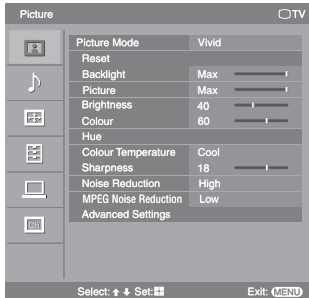 Picture TV
Picture Mode Vivid
Reset
Backlight Max
Picture Max
Brightness 40
Colour 60
Hue
Colour Temperature Cool
Sharpness 18
Noise Reduction High
MPEG Noise Reduction Low
Advanced Settings
Select: Set: Exit: MENU